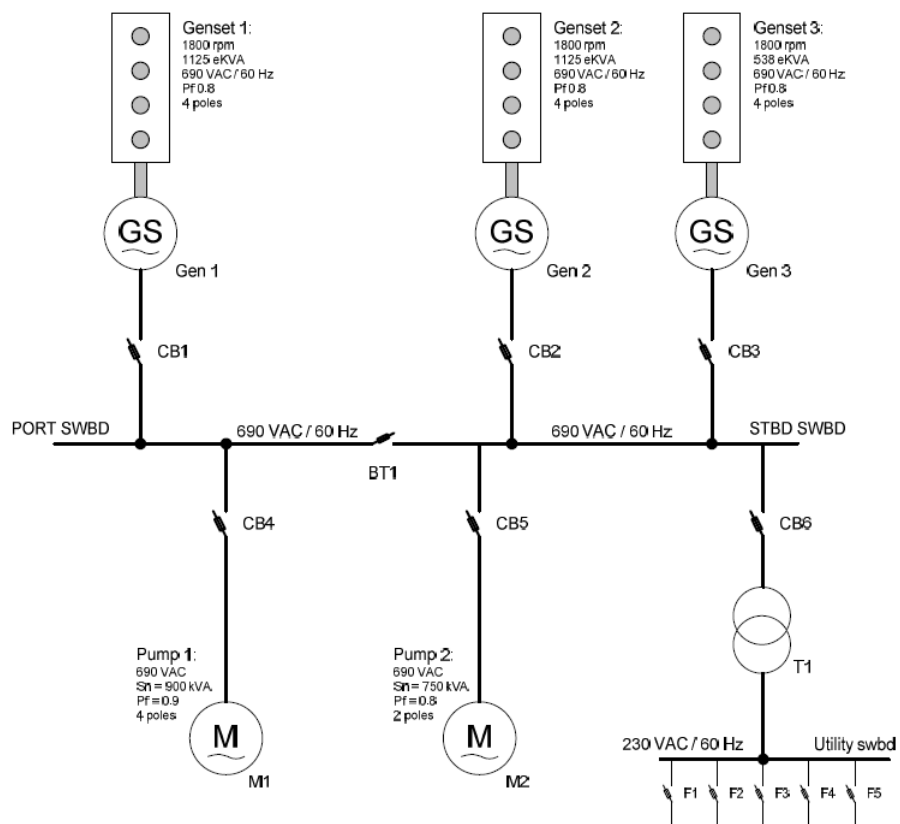 Genset 1:
1800 rpm
1125 eKVA
690 VAC / 60 Hz
Pf 0.8
4 poles
Genset 2:
1800 rpm
1125 eKVA
690 VAC / 60 Hz
Pf 0.8
4 poles
Genset 3:
1800 rpm
538 eKVA
690 VAC / 60 Hz
Pf 0.8
4 poles
GS
GS
GS
Gen 1
Gen 2
Gen 3
CB1
CB2
CB3
PORT SWBD
690 VAC / 60 Hz
690 VAC / 60 Hz
STBD SWBD
BT1
CB4
CB5
CB6
Pump 1:
690 VAC
Sn = 900 kVA.
Pf = 0.9
4 poles
Pump 2:
690 VAC
Sn = 750 kVA.
Pf = 0.8
2 poles
T1
M
M
M1
M2
230 VAC / 60 Hz
Utility swbd
F1
F2
F3
F4
F5